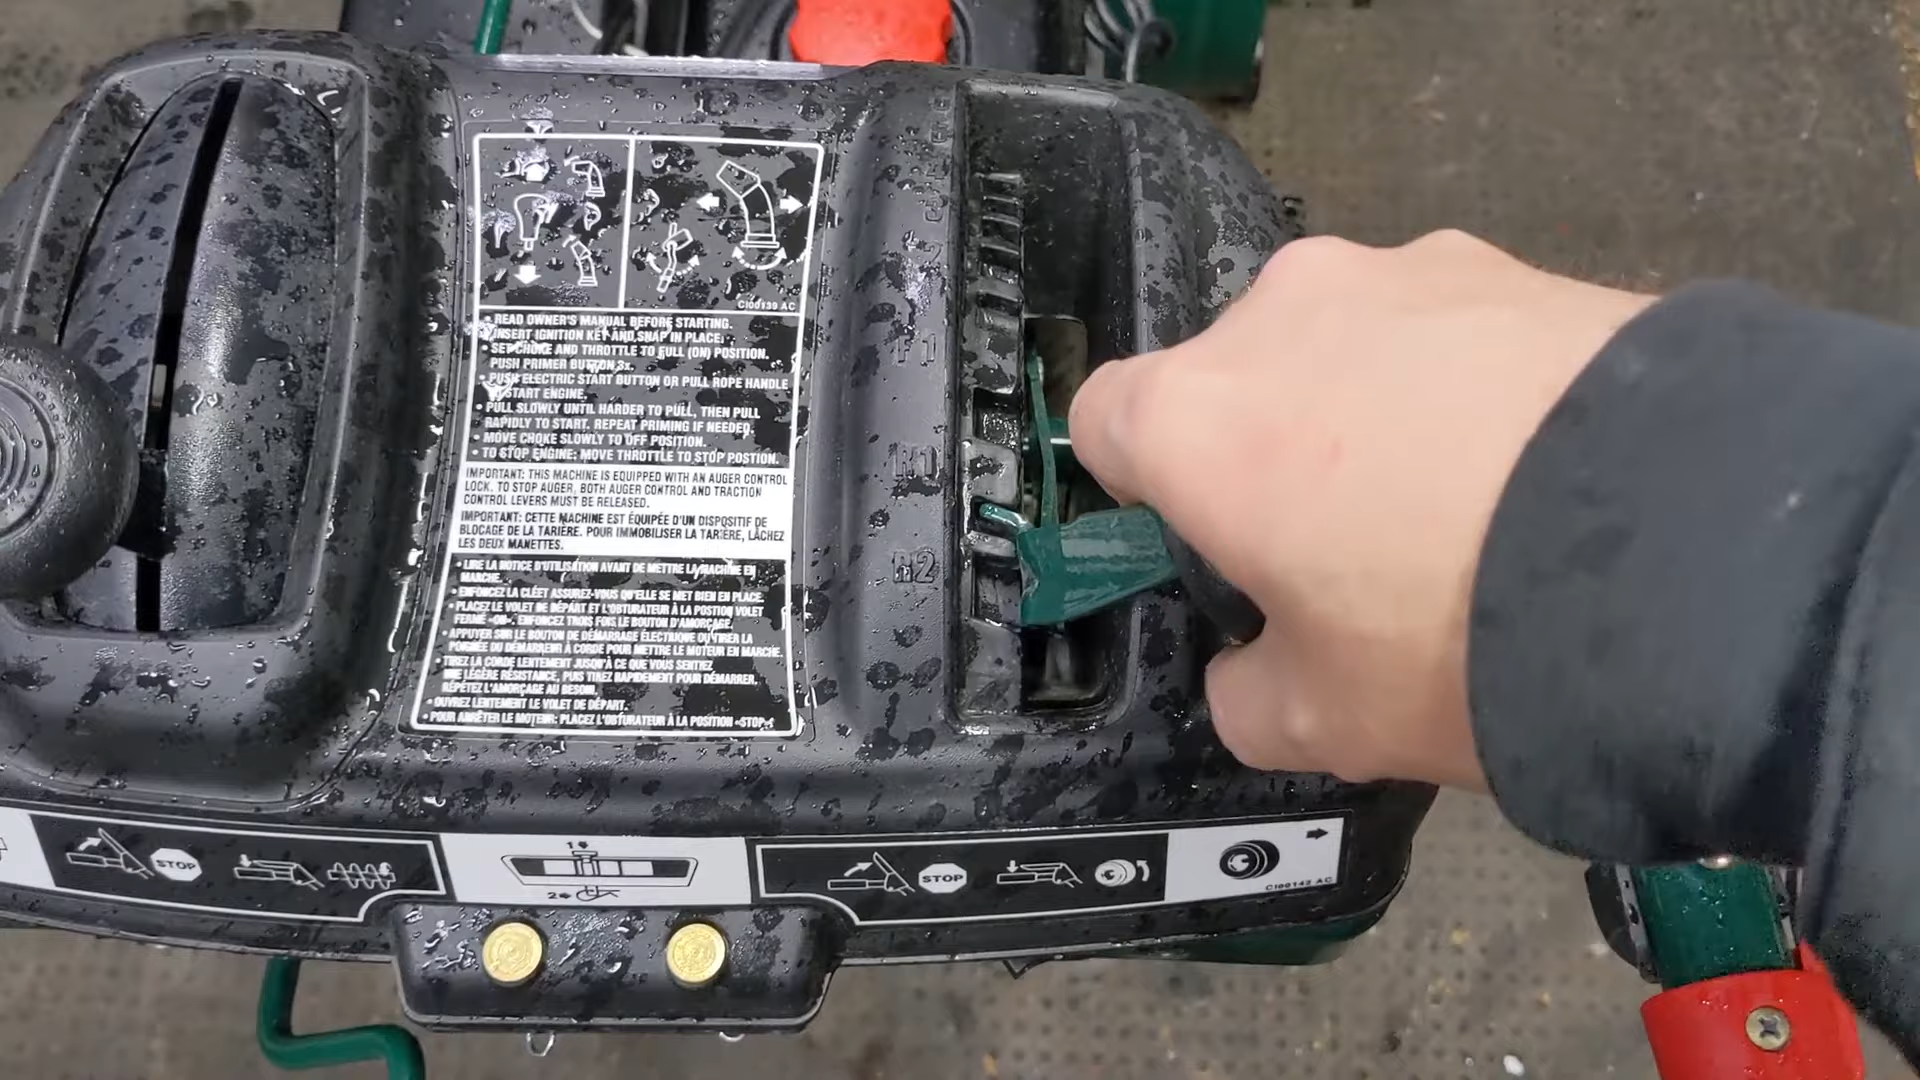 CI00139 AC
• READ OWNER'S MANUAL BEFORE STARTING.
INSERT IGNITION KEY AND SNAP IN PLACE.
• SET CHOKE AND THROTTLE TO FULL (ON) POSITION.
PUSH PRIMER BUTTON 3x.
• PUSH ELECTRIC START BUTTON OR PULL ROPE HANDLE
TO START ENGINE.
• PULL SLOWLY UNTIL HARDER TO PULL, THEN PULL
RAPIDLY TO START. REPEAT PRIMING IF NEEDED.
• MOVE CHOKE SLOWLY TO OFF POSITION.
• TO STOP ENGINE: MOVE THROTTLE TO STOP POSTION.
IMPORTANT: THIS MACHINE IS EQUIPPED WITH AN AUGER CONTROL
LOCK. TO STOP AUGER, BOTH AUGER CONTROL AND TRACTION
CONTROL LEVERS MUST BE RELEASED.
IMPORTANT: CETTE MACHINE EST ÉQUIPÉE D'UN DISPOSITIF DE
BLOCAGE DE LA TARIÈRE. POUR IMMOBILISER LA TARIÈRE, LÂCHEZ
LES DEUX MANETTES.
• LIRE LA NOTICE D'UTILISATION AVANT DE METTRE LA MACHINE EN
MARCHE.
• ENFONCEZ LA CLÉET ASSUREZ-VOUS QU'ELLE SE MET BIEN EN PLACE.
• PLACEZ LE VOLET DE DÉPART ET L'OBTURATEUR À LA POSTION VOLET
FERMÉ «ON». ENFONCEZ TROIS FOIS LE BOUTON D'AMORÇAGE.
• APPUYER SUR LE BOUTON DE DÉMARRAGE ÉLECTRIQUE OU TIRER LA
POIGNÉE DU DÉMARREUR À CORDE POUR METTRE LE MOTEUR EN MARCHE.
• TIREZ LA CORDE LENTEMENT JUSQU'À CE QUE VOUS SENTIEZ
UNE LÉGÈRE RÉSISTANCE, PUIS TIREZ RAPIDEMENT POUR DÉMARRER.
RÉPÉTEZ L'AMORÇAGE AU BESOIN.
• OUVREZ LENTEMENT LE VOLET DE DÉPART.
• POUR ARRÊTER LE MOTEUR: PLACEZ L'OBTURATEUR À LA POSITION «STOP»
F1
R1
R2
STOP
1
2
STOP
CI00142 AC